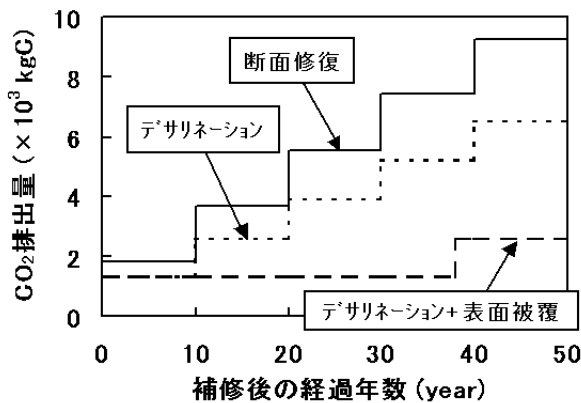 CO₂排出量 (×10³ kgC)
10
8
6
4
2
0
断面修復
ﾃﾞｻﾘﾈｰｼｮﾝ
ﾃﾞｻﾘﾈｰｼｮﾝ+表面被覆
0 10 20 30 40 50
補修後の経過年数 (year)